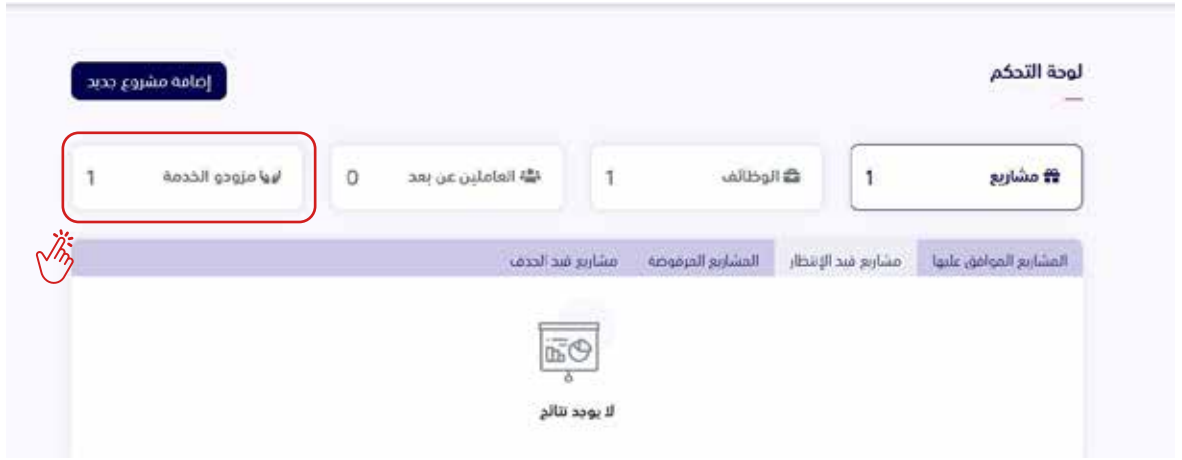 لوحة التحكم
إضافة مشروع جديد
مشاريع 1
الوظائف 1
العاملين عن بعد 0
مزودو الخدمة 1
المشاريع الموافق عليها
مشاريع قيد الإنتظار
المشاريع المرفوضة
مشاريع قيد الحذف
لا يوجد نتائج